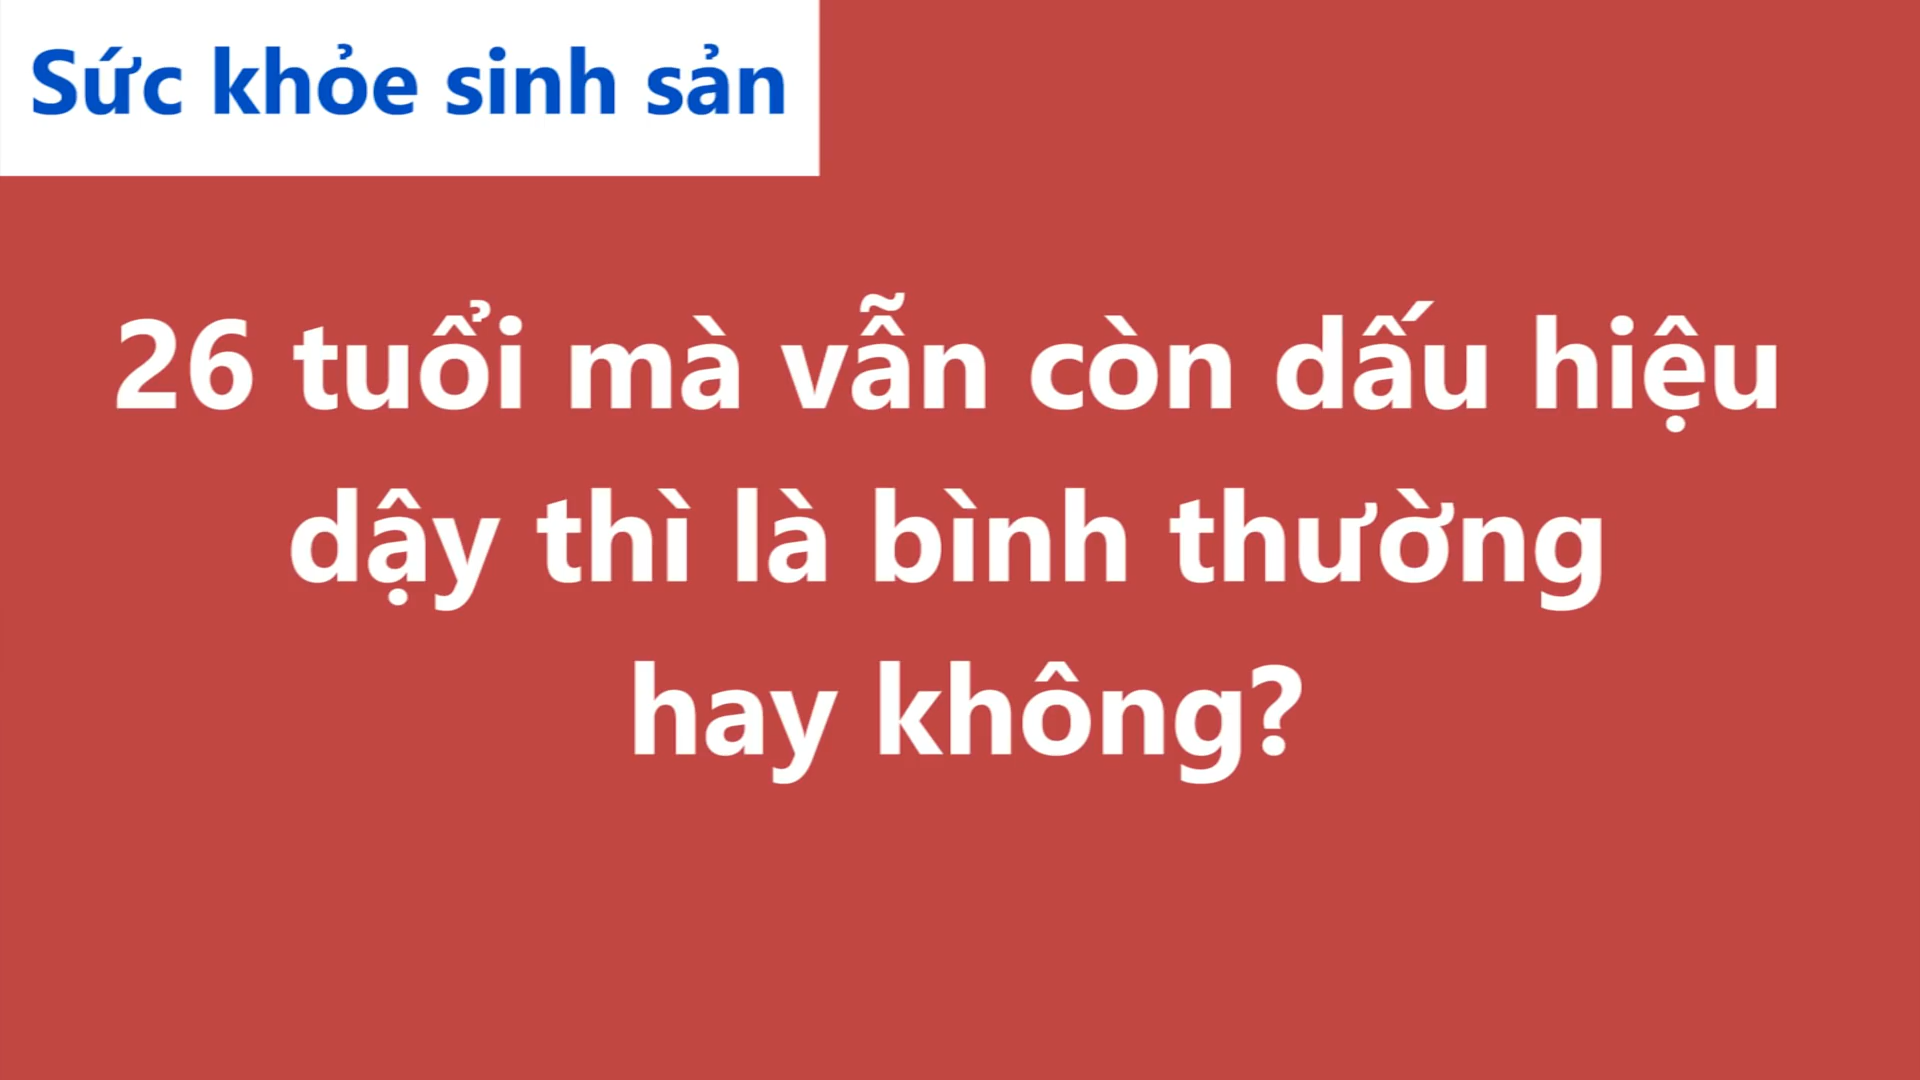 Sức khỏe sinh sản
26 tuổi mà vẫn còn dấu hiệu
dậy thì là bình thường
hay không?